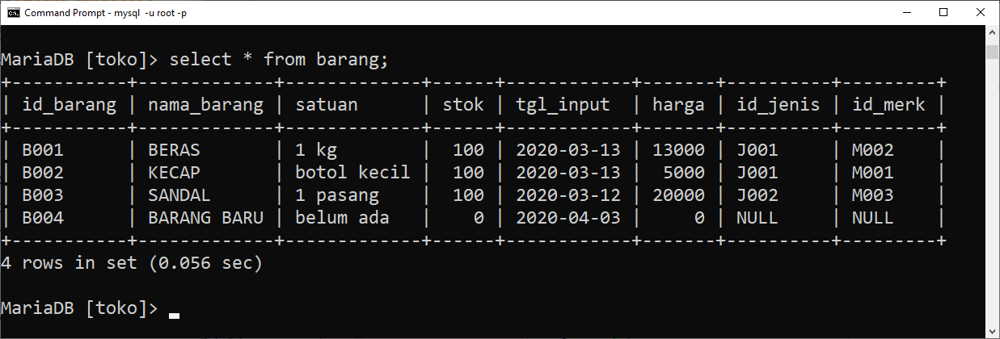 Command Prompt - mysql -u root -p
MariaDB [toko]> select * from barang;
+-----------+-------------+-------------+------+------------+-------+----------+---------+
| id_barang | nama_barang | satuan      | stok | tgl_input  | harga | id_jenis | id_merk |
+-----------+-------------+-------------+------+------------+-------+----------+---------+
| B001      | BERAS       | 1 kg        |  100 | 2020-03-13 | 13000 | J001     | M002    |
| B002      | KECAP       | botol kecil |  100 | 2020-03-13 |  5000 | J001     | M001    |
| B003      | SANDAL      | 1 pasang    |  100 | 2020-03-12 | 20000 | J002     | M003    |
| B004      | BARANG BARU | belum ada   |    0 | 2020-04-03 |     0 | NULL     | NULL    |
+-----------+-------------+-------------+------+------------+-------+----------+---------+
4 rows in set (0.056 sec)
MariaDB [toko]>